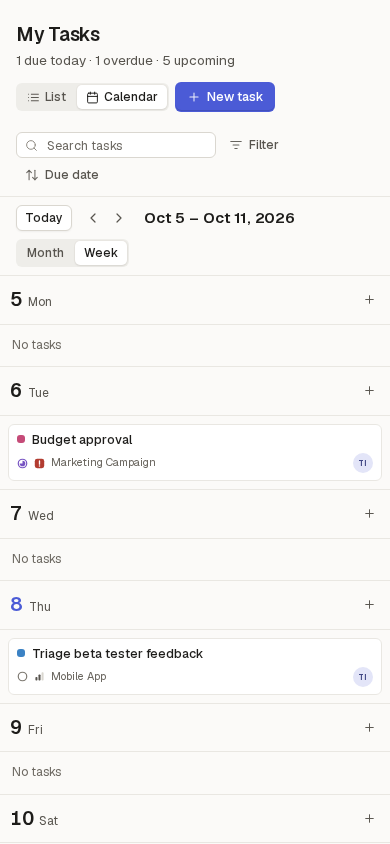 My Tasks
1 due today · 1 overdue · 5 upcoming
List Calendar New task
Search tasks Filter
Due date
Today Oct 5 – Oct 11, 2026
Month Week
5 Mon
No tasks
6 Tue
Budget approval
Marketing Campaign TI
7 Wed
No tasks
8 Thu
Triage beta tester feedback
Mobile App TI
9 Fri
No tasks
10 Sat